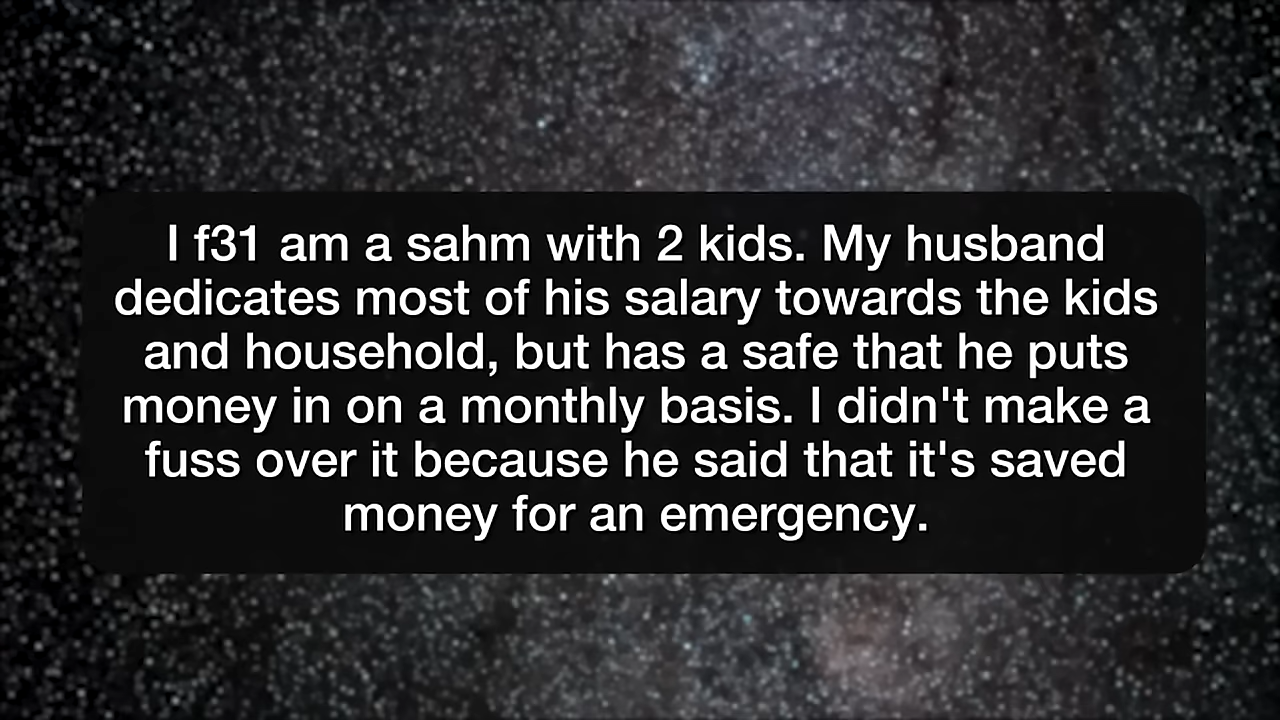 I f31 am a sahm with 2 kids. My husband
dedicates most of his salary towards the kids
and household, but has a safe that he puts
money in on a monthly basis. I didn't make a
fuss over it because he said that it's saved
money for an emergency.